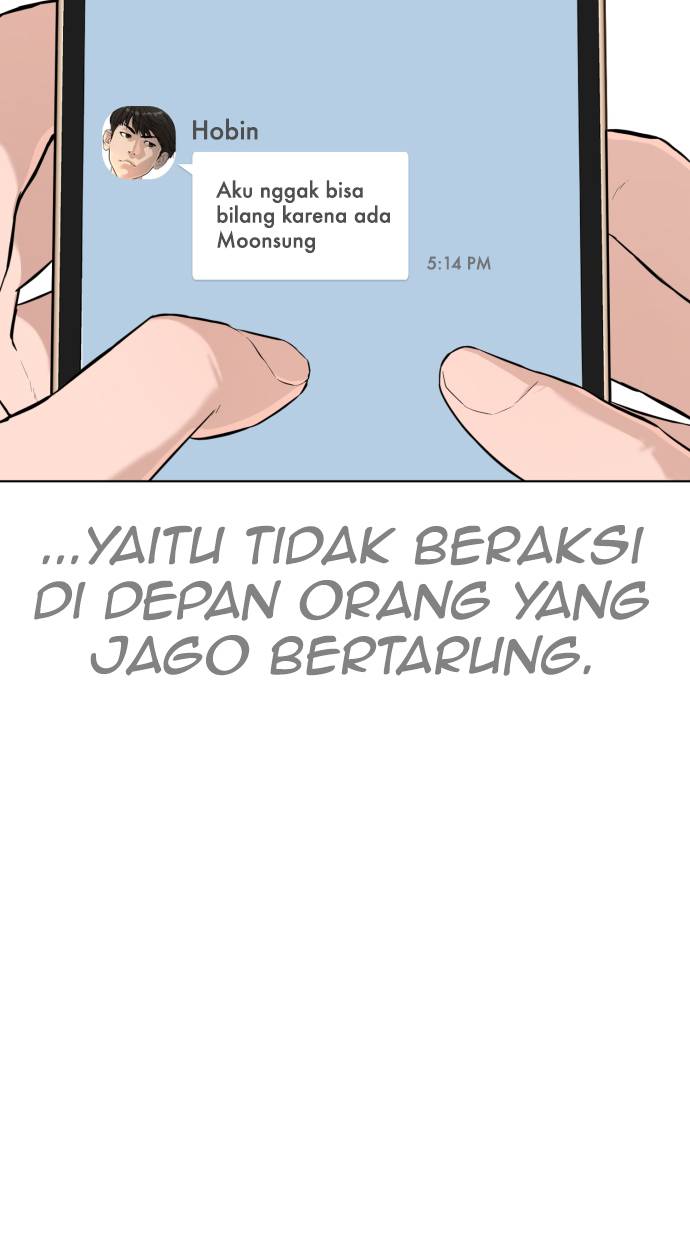 Hobin
Aku nggak bisa
bilang karena ada
Moonsung
5:14 PM
...YAITU TIDAK BERAKSI
DI DEPAN ORANG YANG
JAGO BERTARUNG.